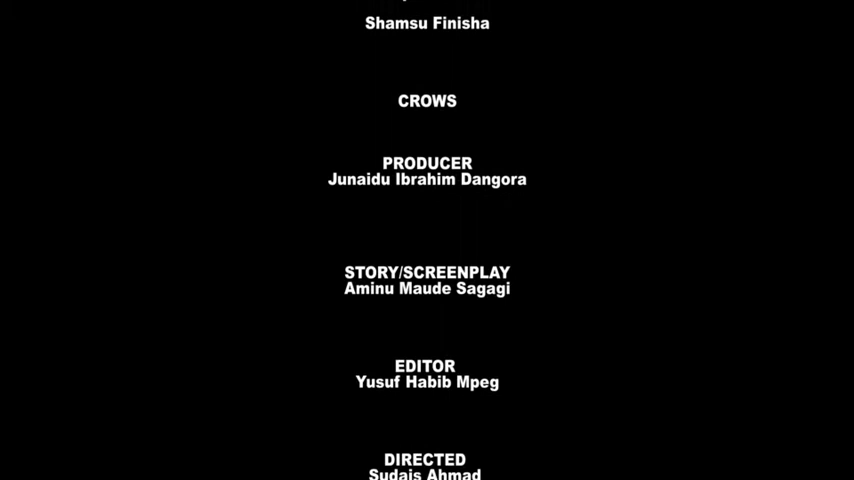 Shamsu Finisha
CROWS
PRODUCER
Junaidu Ibrahim Dangora
STORY/SCREENPLAY
Aminu Maude Sagagi
EDITOR
Yusuf Habib Mpeg
DIRECTED
Sudais Ahmad